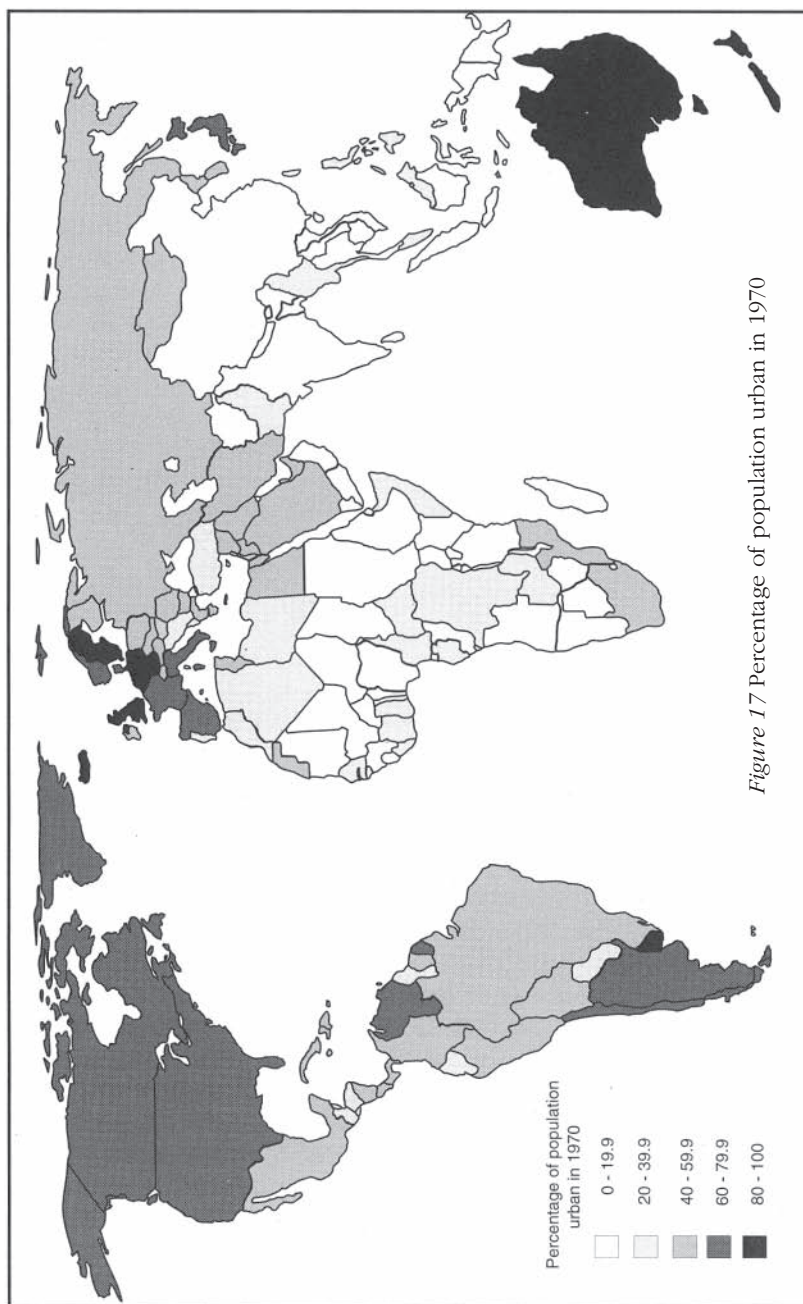 Percentage of population
urban in 1970
0 - 19.9
20 - 39.9
40 - 59.9
60 - 79.9
80 - 100
Figure 17 Percentage of population urban in 1970